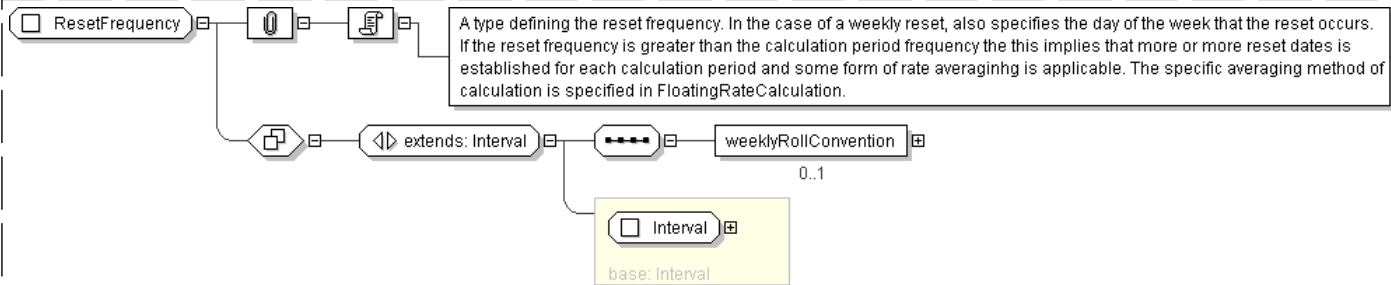 ResetFrequency
A type defining the reset frequency. In the case of a weekly reset, also specifies the day of the week that the reset occurs.
If the reset frequency is greater than the calculation period frequency the this implies that more or more reset dates is
established for each calculation period and some form of rate averaginhg is applicable. The specific averaging method of
calculation is specified in FloatingRateCalculation.
extends: Interval
weeklyRollConvention
0..1
Interval
base: Interval